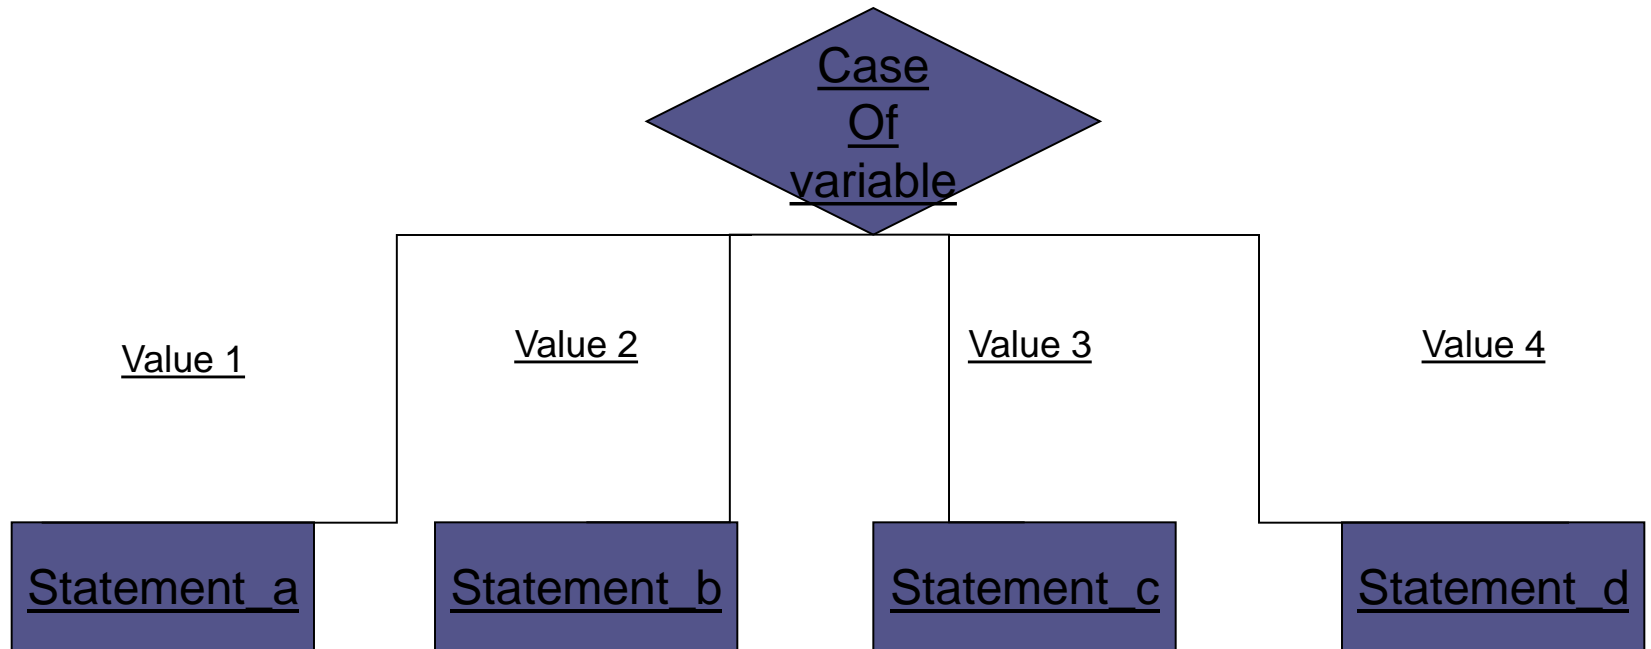 Case
Of
variable
Value 1
Value 2
Value 3
Value 4
Statement_a
Statement_b
Statement_c
Statement_d